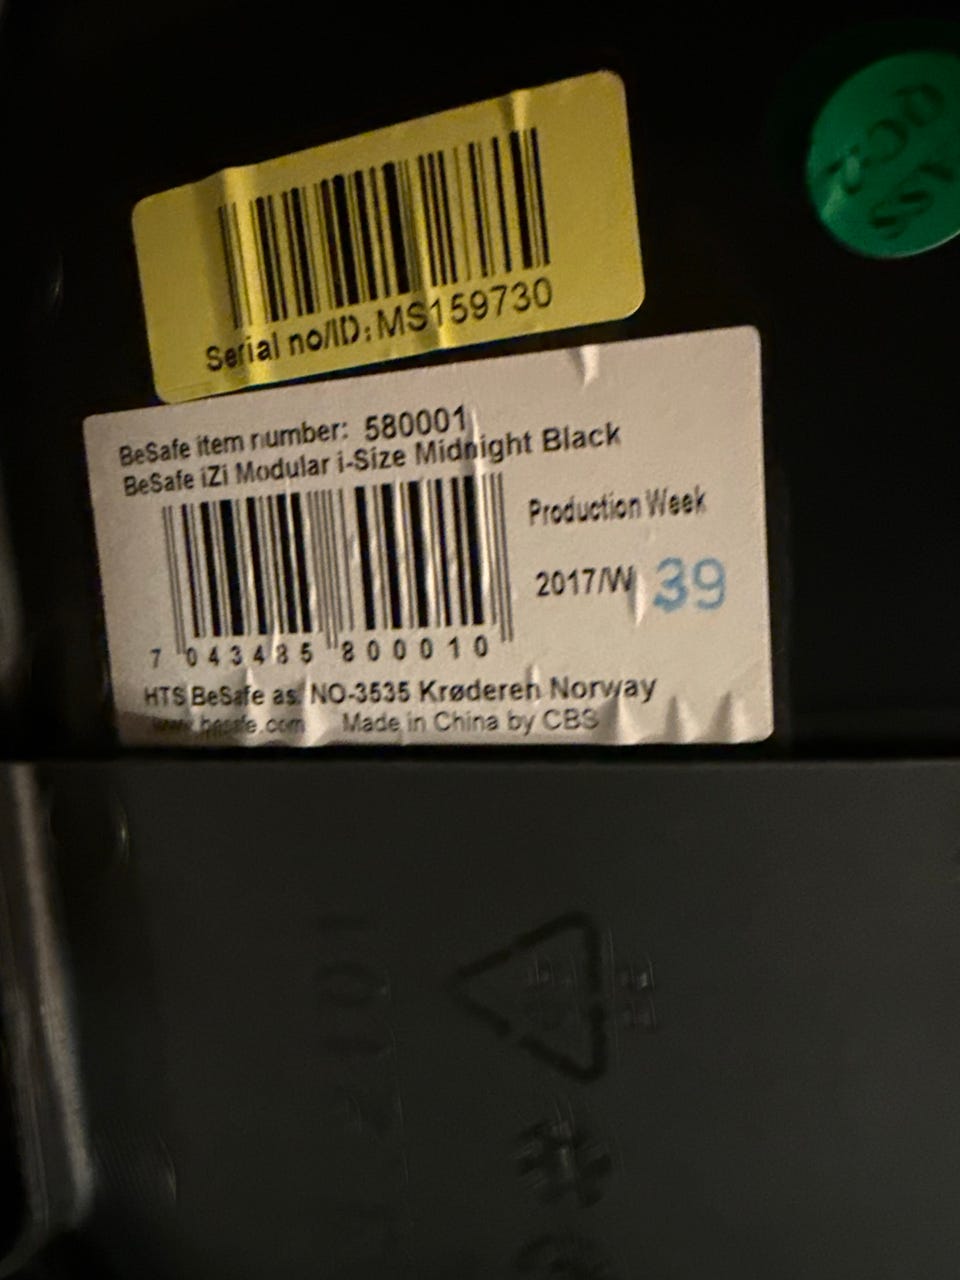 Serial no/ID: MS159730
BeSafe item number: 580001
BeSafe iZi Modular i-Size Midnight Black
Production Week
2017/W 39
7 043485 800010
HTS BeSafe as. NO-3535 Krøderen Norway
www.besafe.com Made in China by CBS